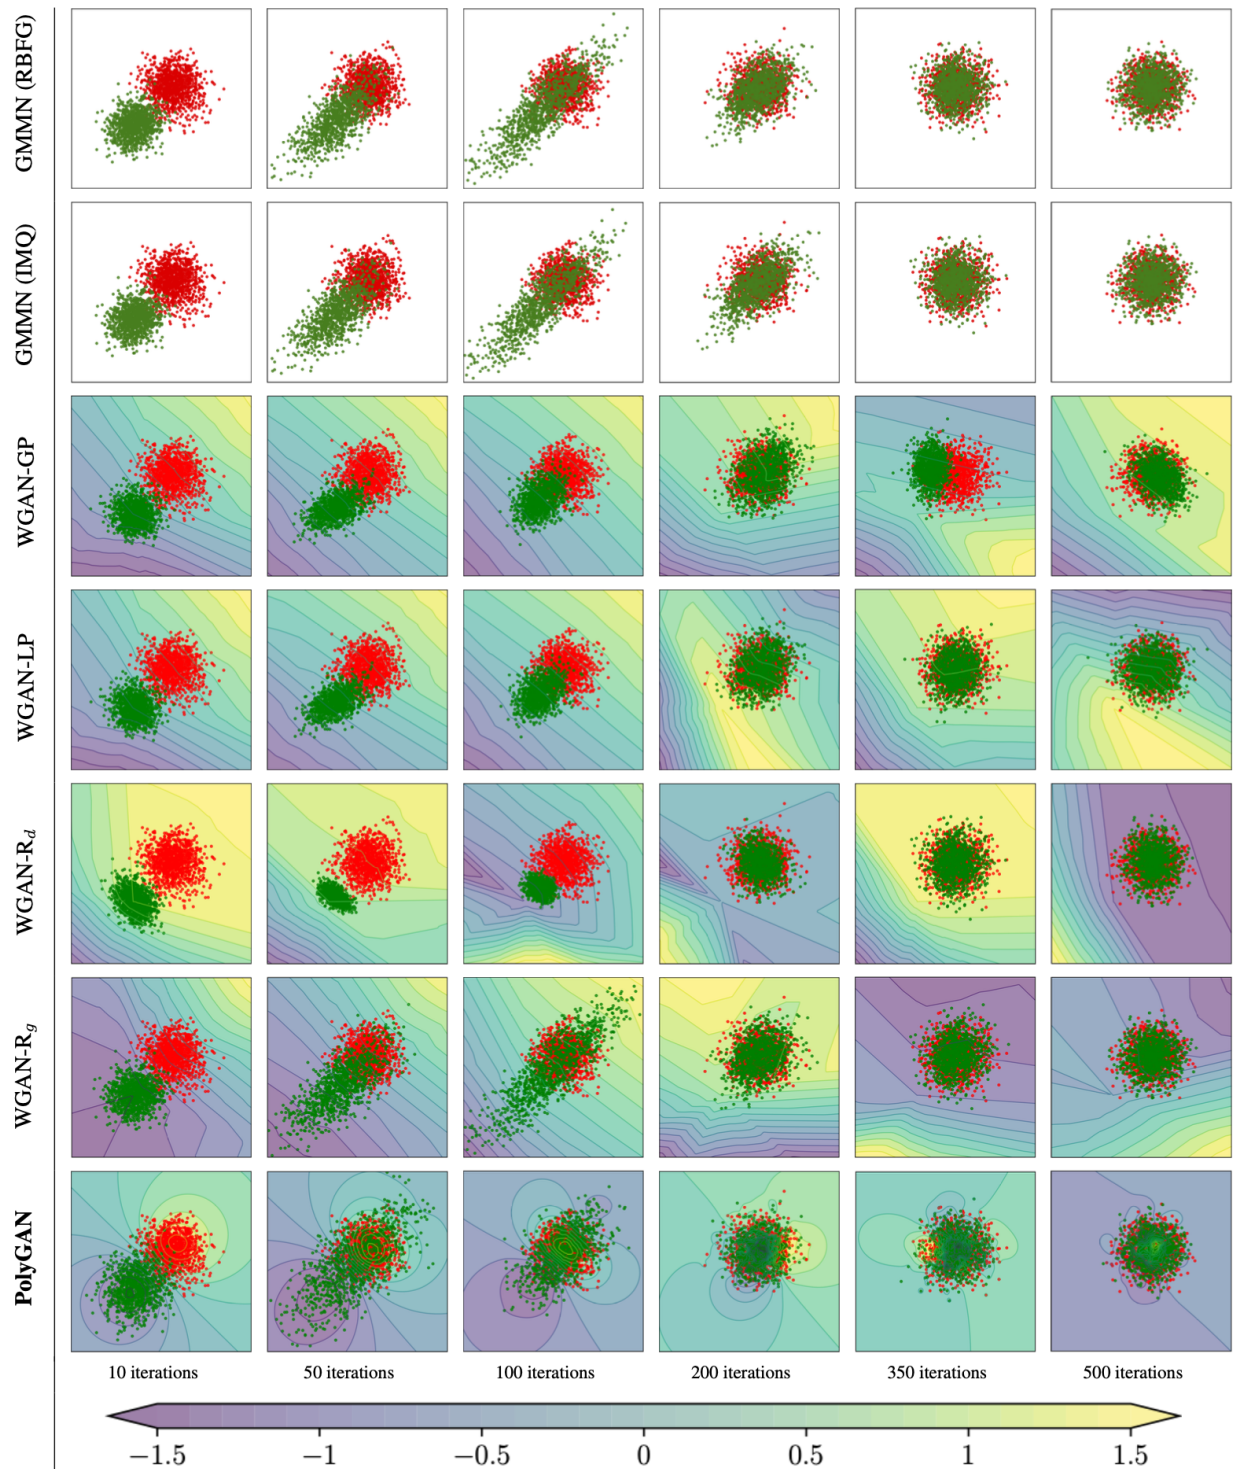 GMMN (RBFG)
GMMN (IMQ)
WGAN-GP
WGAN-LP
WGAN-R_d
WGAN-R_g
PolyGAN
10 iterations
50 iterations
100 iterations
200 iterations
350 iterations
500 iterations
−1.5
−1
−0.5
0
0.5
1
1.5